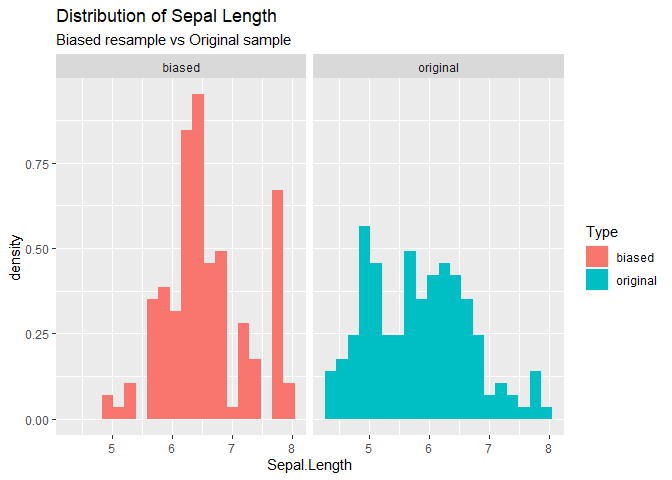 Distribution of Sepal Length
Biased resample vs Original sample
biased
original
0.75
0.50
0.25
0.00
density
5
6
7
8
5
6
7
8
Sepal.Length
Type
biased
original